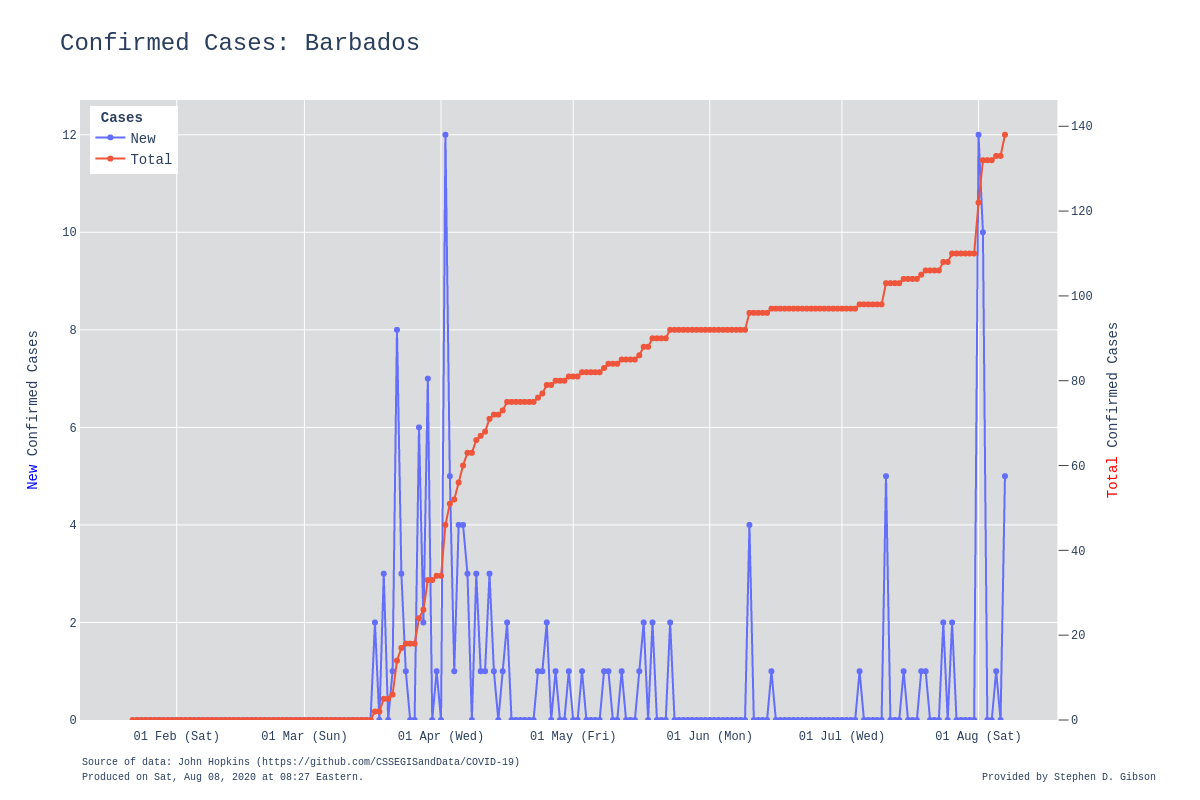 Confirmed Cases: Barbados
Cases
New
Total
12
10
8
6
4
2
0
140
120
100
80
60
40
20
0
New Confirmed Cases
Total Confirmed Cases
01 Feb (Sat)
01 Mar (Sun)
01 Apr (Wed)
01 May (Fri)
01 Jun (Mon)
01 Jul (Wed)
01 Aug (Sat)
Source of data: John Hopkins (https://github.com/CSSEGISandData/COVID-19)
Produced on Sat, Aug 08, 2020 at 08:27 Eastern.
Provided by Stephen D. Gibson